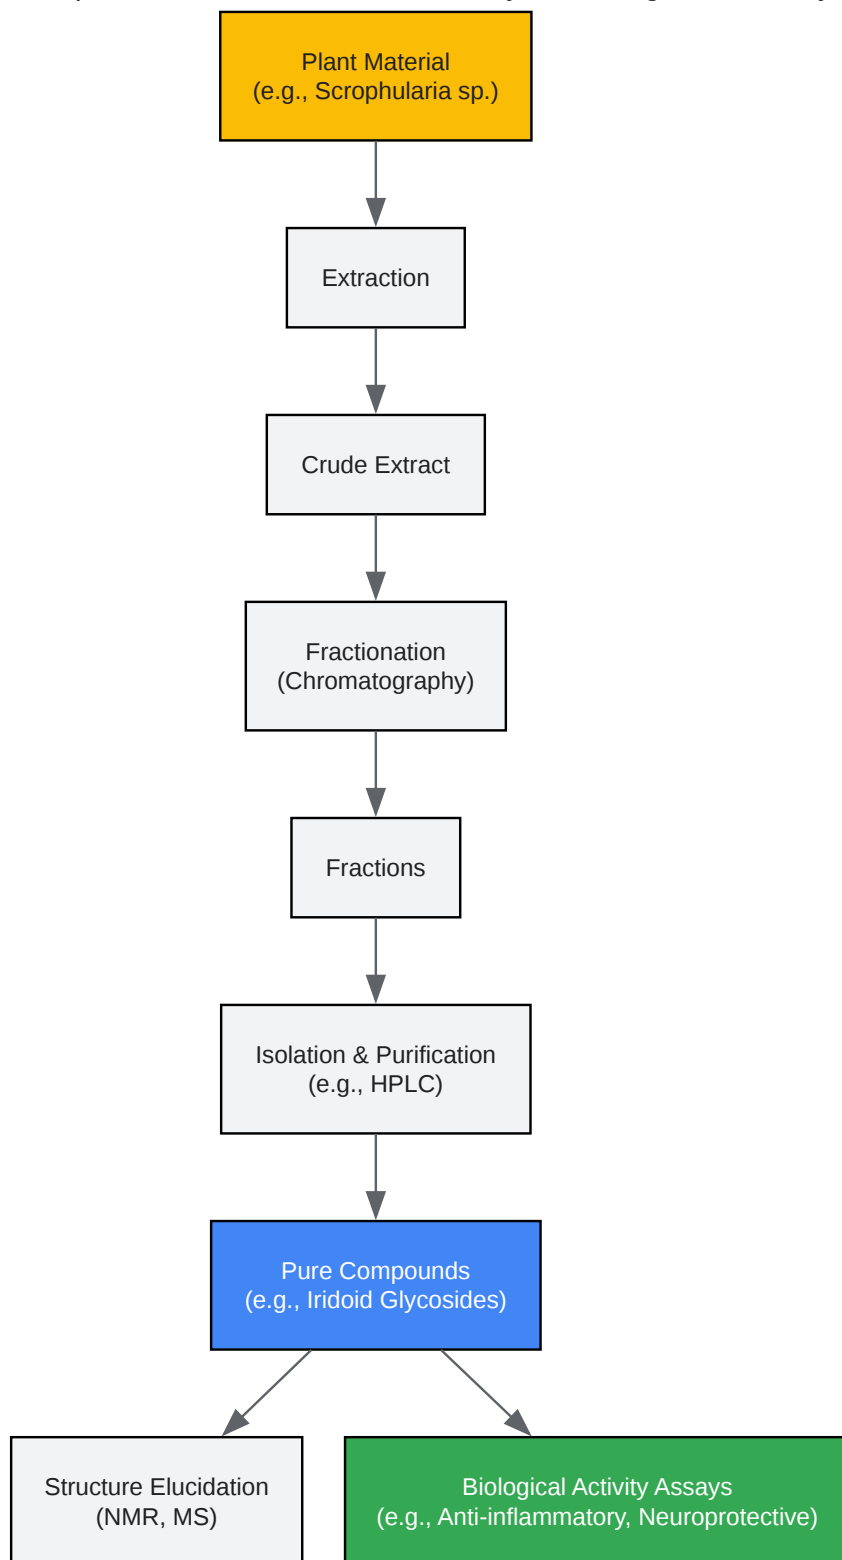 Plant Material
(e.g., Scrophularia sp.)
Extraction
Crude Extract
Fractionation
(Chromatography)
Fractions
Isolation & Purification
(e.g., HPLC)
Pure Compounds
(e.g., Iridoid Glycosides)
Structure Elucidation
(NMR, MS)
Biological Activity Assays
(e.g., Anti-inflammatory, Neuroprotective)